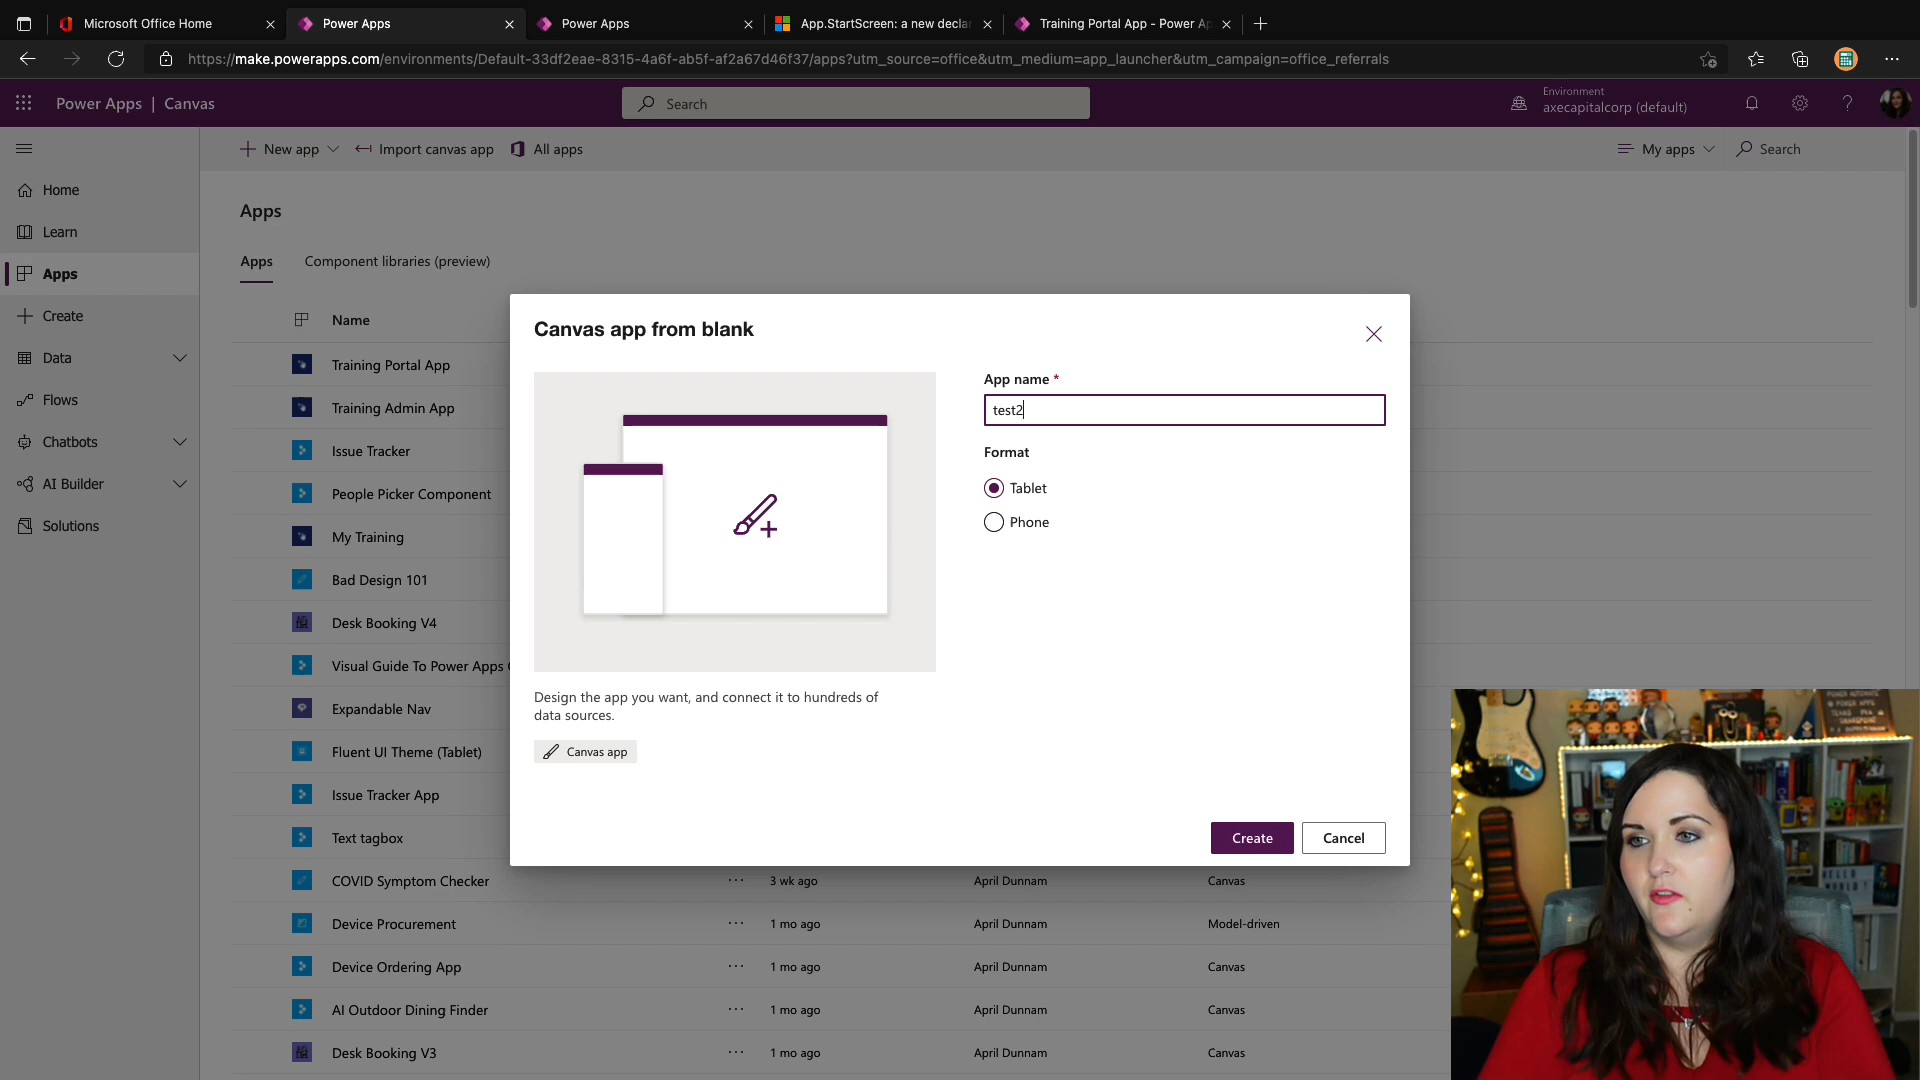 Microsoft Office Home
Power Apps
Power Apps
App.StartScreen: a new decla
Training Portal App - Power Ap
https://make.powerapps.com/environments/Default-33df2eae-8315-4a6f-ab5f-af2a67d46f37/apps?utm_source=office&utm_medium=app_launcher&utm_campaign=office_referrals
Power Apps | Canvas
Search
Environment
axecapitalcorp (default)
New app
Import canvas app
All apps
My apps
Search
Home
Learn
Apps
Create
Data
Flows
Chatbots
AI Builder
Solutions
Apps
Apps
Component libraries (preview)
Name
Training Portal App
Training Admin App
Issue Tracker
People Picker Component
My Training
Bad Design 101
Desk Booking V4
Visual Guide To Power Apps
Expandable Nav
Fluent UI Theme (Tablet)
Issue Tracker App
Text tagbox
COVID Symptom Checker 3 wk ago April Dunnam Canvas
Device Procurement 1 mo ago April Dunnam Model-driven
Device Ordering App 1 mo ago April Dunnam Canvas
AI Outdoor Dining Finder 1 mo ago April Dunnam Canvas
Desk Booking V3 1 mo ago April Dunnam Canvas
Canvas app from blank
App name *
test2
Format
Tablet
Phone
Design the app you want, and connect it to hundreds of
data sources.
Canvas app
Create
Cancel
POWER AUTOMATE
POWER APPS
HELLO
WORLD